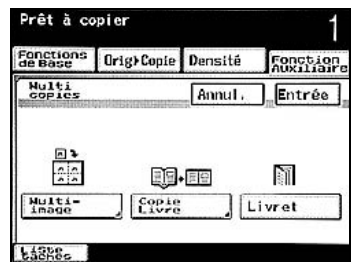 Prêt à copier 1
Fonctions de Base
Orig▸Copie
Densité
Fonction Auxiliaire
Multi copies
Annul.
Entrée
Multi-image
Copie Livre
Livret
Liste tâches